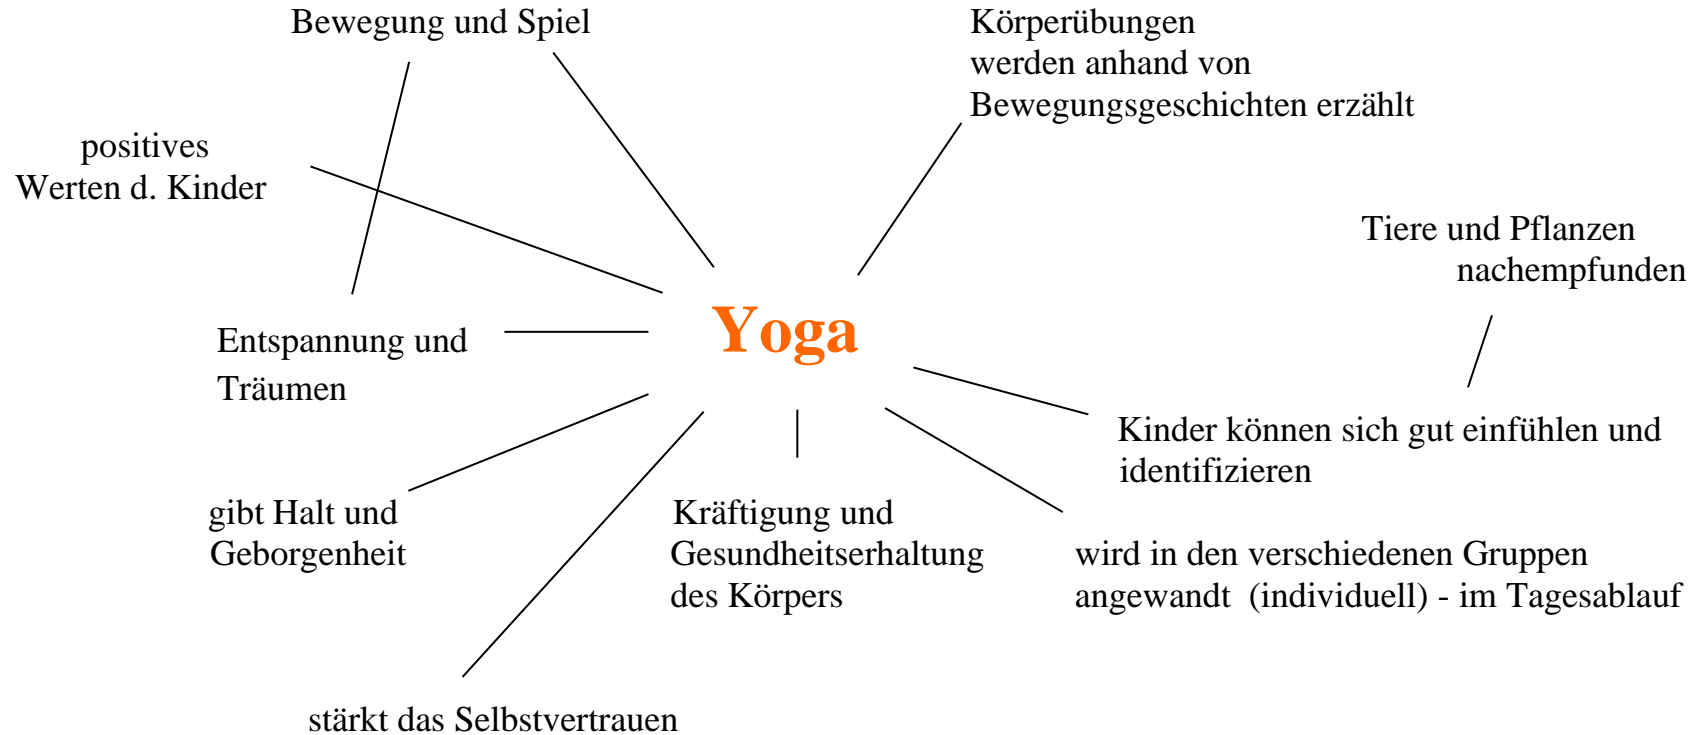 Bewegung und Spiel
Körperübungen
werden anhand von
Bewegungsgeschichten erzählt
positives
Werten d. Kinder
Tiere und Pflanzen
nachempfunden
Yoga
Entspannung und
Träumen
Kinder können sich gut einfühlen und
identifizieren
gibt Halt und
Geborgenheit
Kräftigung und
Gesundheitserhaltung
des Körpers
wird in den verschiedenen Gruppen
angewandt (individuell) - im Tagesablauf
stärkt das Selbstvertrauen